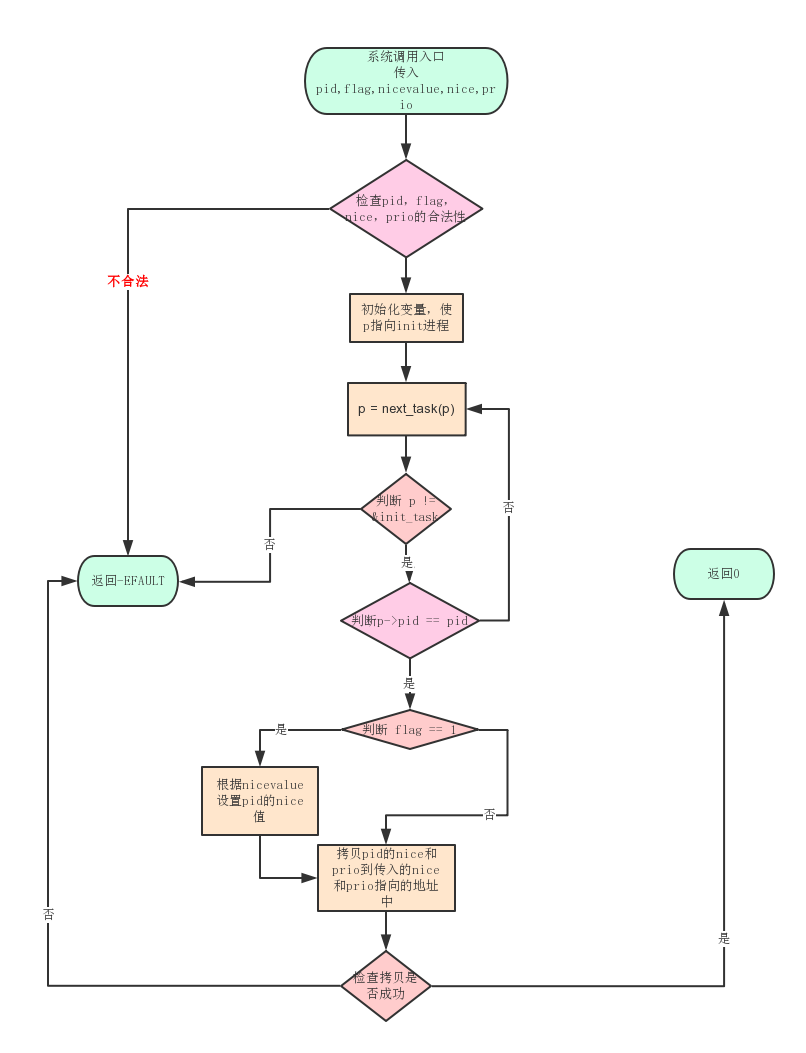 系统调用入口
传入
pid,flag,nicevalue,nice,pr
io
检查pid, flag,
nice, prio的合法性
不合法
初始化变量, 使
p指向init进程
p = next_task(p)
判断 p !=
&init_task
否
否
是
返回-EFAULT
返回0
判断p->pid == pid
是
判断 flag == 1
是
根据nicevalue
设置pid的nice
值
否
拷贝pid的nice和
prio到传入的nice
和prio指向的地址
中
否
是
检查拷贝是
否成功